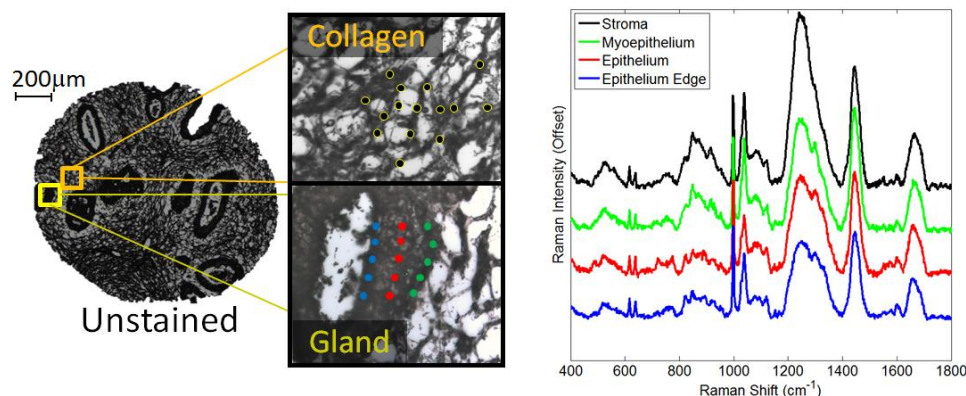 200μm
Unstained
Collagen
Gland
Stroma
Myoepithelium
Epithelium
Epithelium Edge
Raman Intensity (Offset)
400 600 800 1000 1200 1400 1600 1800
Raman Shift (cm⁻¹)